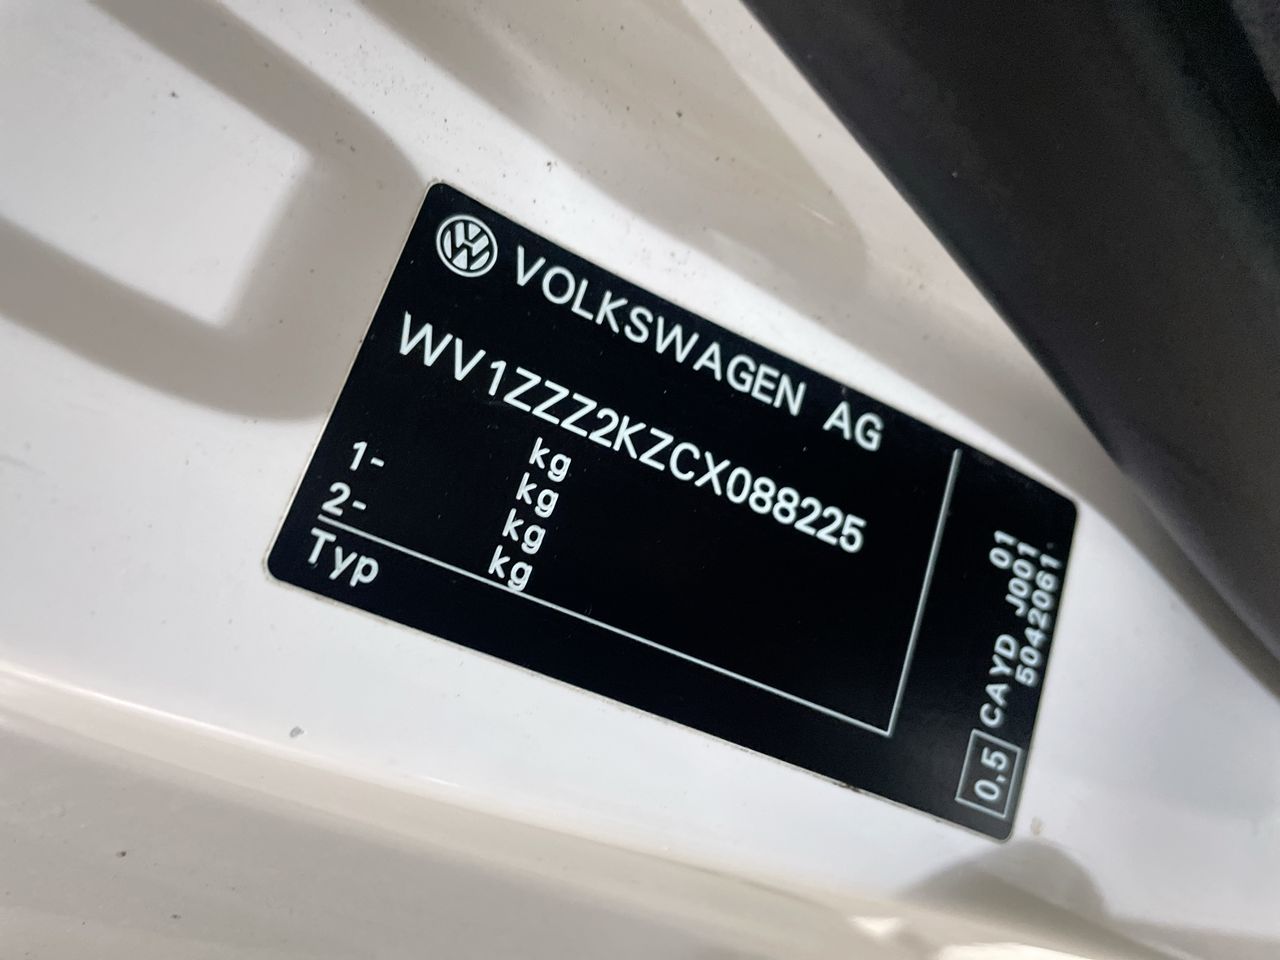 VOLKSWAGEN AG
WV1ZZZ2KZCX088225
kg
1- kg
2- kg
kg
Typ
0,5 CAYD J001 01
5042061